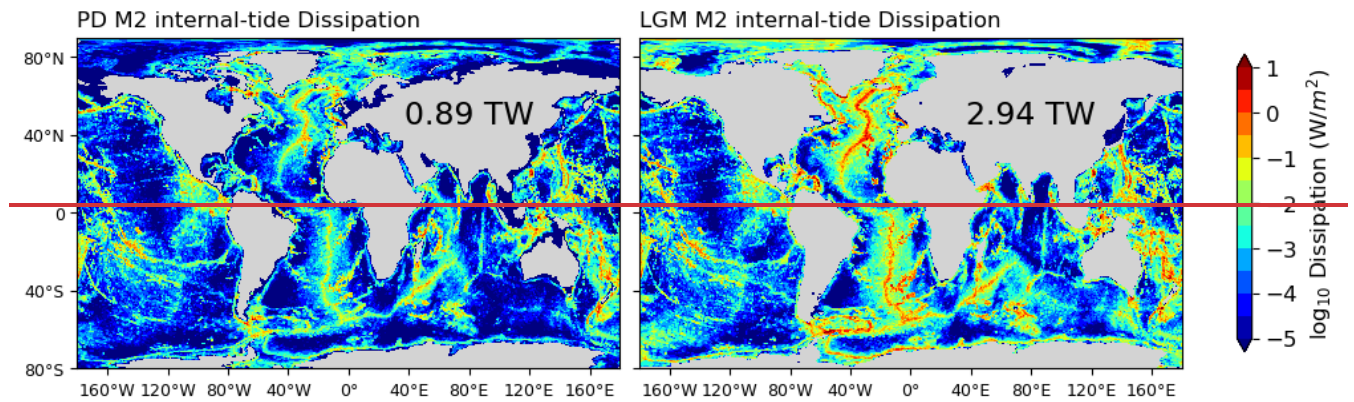 PD M2 internal-tide Dissipation
LGM M2 internal-tide Dissipation
80°N
40°N
0
40°S
80°S
0.89 TW
2.94 TW
160°W 120°W 80°W 40°W 0° 40°E 80°E 120°E 160°E
160°W 120°W 80°W 40°W 0° 40°E 80°E 120°E 160°E
1
0
−1
−2
−3
−4
−5
log₁₀ Dissipation (W/m²)